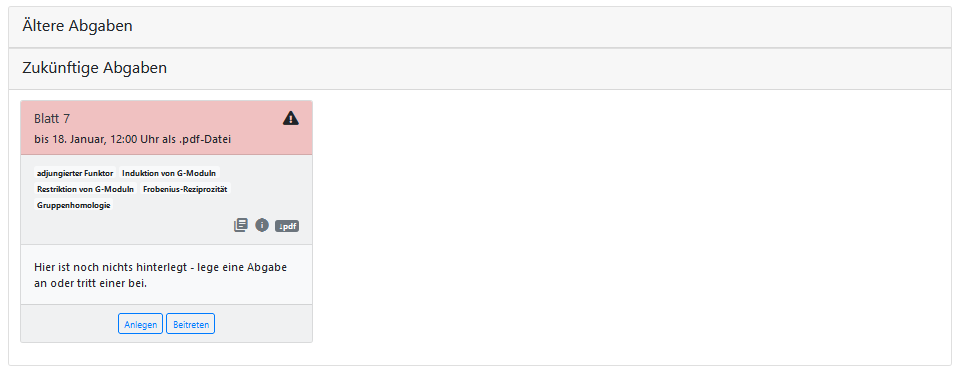 Ältere Abgaben
Zukünftige Abgaben
Blatt 7
bis 18. Januar, 12:00 Uhr als .pdf-Datei
adjungierter Funktor Induktion von G-Moduln
Restriktion von G-Moduln Frobenius-Reziprozität
Gruppenhomologie
↓pdf
Hier ist noch nichts hinterlegt - lege eine Abgabe
an oder tritt einer bei.
Anlegen Beitreten